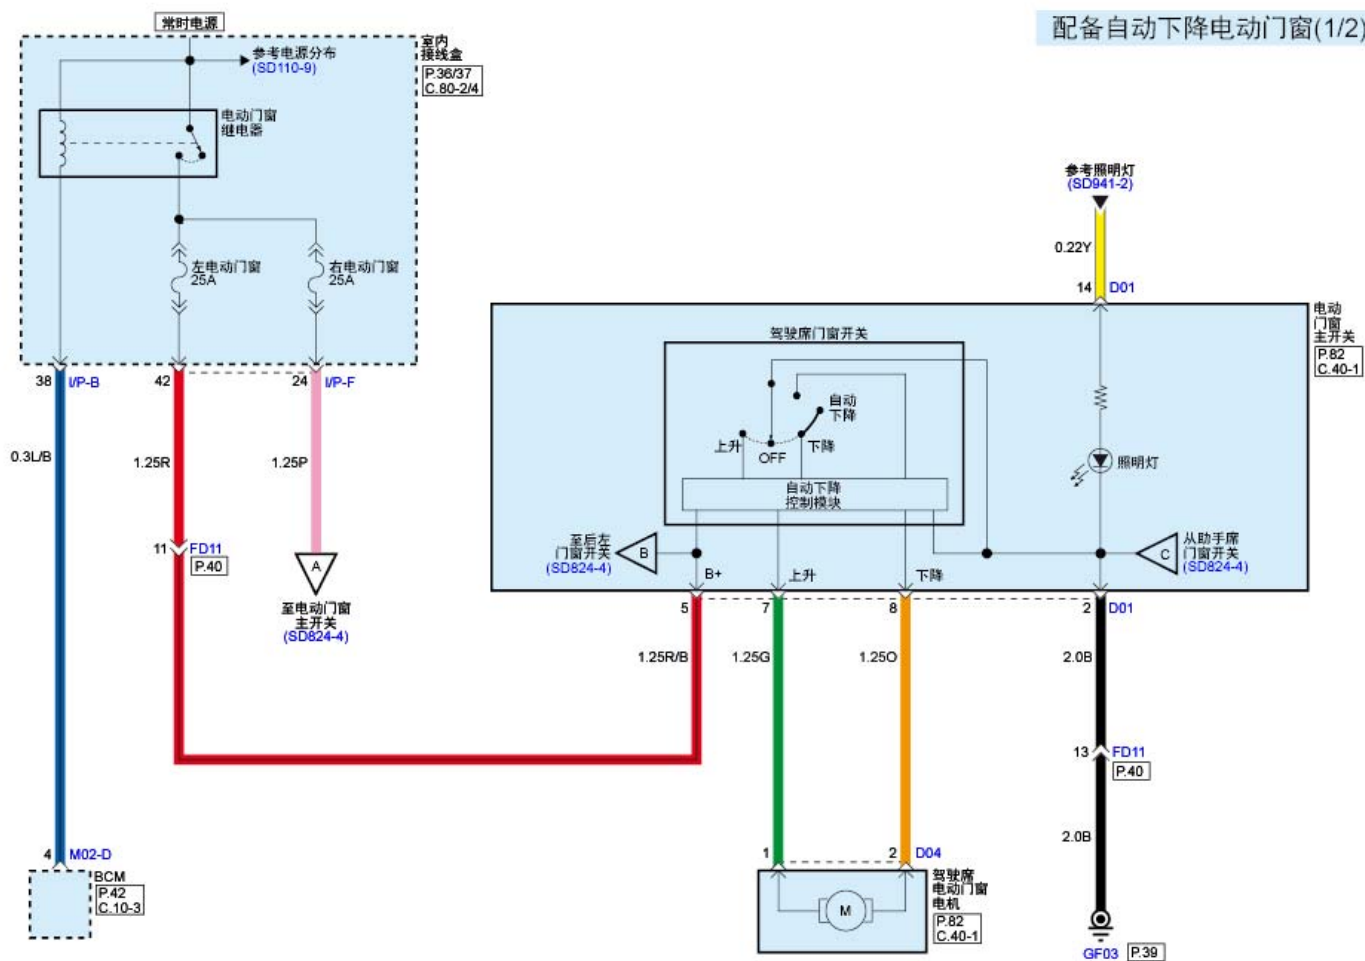 配备自动下降电动门窗(1/2)
常时电源
室内
接线盒
P.36/37
C.80-2/4
参考电源分布
(SD110-9)
电动门窗
继电器
左电动门窗
25A
右电动门窗
25A
38
I/P-B
42
24
I/P-F
0.3L/B
1.25R
1.25P
11
FD11
P.40
A
至电动门窗
主开关
(SD824-4)
参考照明灯
(SD941-2)
0.22Y
14
D01
电动
门窗
主开关
P.82
C.40-1
驾驶席门窗开关
自动
下降
上升
OFF
下降
自动下降
控制模块
照明灯
至后左
门窗开关
(SD824-4)
B
C
从助手席
门窗开关
(SD824-4)
B+
上升
下降
5
7
8
2
D01
1.25R/B
1.25G
1.25O
2.0B
13
FD11
P.40
2.0B
4
M02-D
BCM
P.42
C.10-3
1
2
D04
M
驾驶席
电动门窗
电机
P.82
C.40-1
GF03
P.39